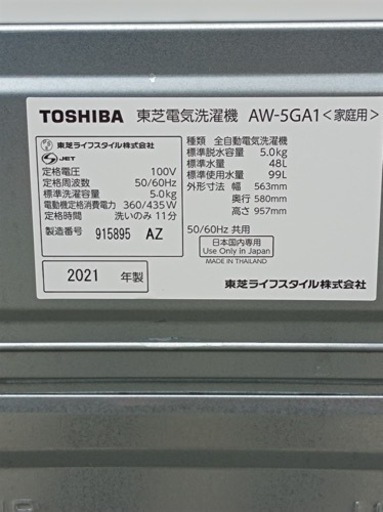 TOSHIBA 東芝電気洗濯機 AW-5GA1<家庭用>
東芝ライフスタイル株式会社
S JET
定格電圧 100V
定格周波数 50/60Hz
標準洗濯容量 5.0kg
電動機定格消費電力 360/435W
定格時間 洗いのみ 11分
製造番号 915895 AZ
2021 年製
種類 全自動電気洗濯機
標準脱水容量 5.0kg
標準水量 48L
標準使用水量 99L
外形寸法 幅 563mm
奥行 580mm
高さ 957mm
50/60Hz 共用
日本国内専用
Use Only in Japan
MADE IN THAILAND
東芝ライフスタイル株式会社